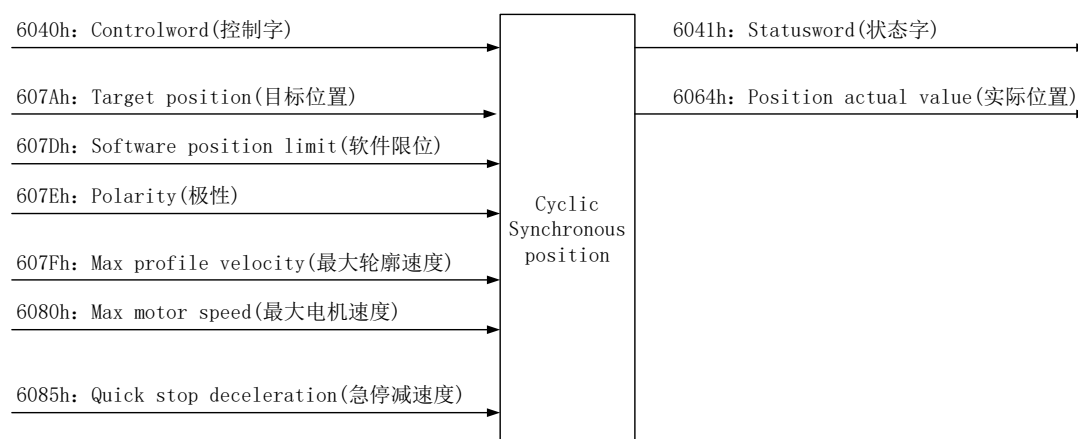 6040h：Controlword(控制字)
607Ah：Target position(目标位置)
607Dh：Software position limit(软件限位)
607Eh：Polarity(极性)
607Fh：Max profile velocity(最大轮廓速度)
6080h：Max motor speed(最大电机速度)
6085h：Quick stop deceleration(急停减速度)
Cyclic
Synchronous
position
6041h：Statusword(状态字)
6064h：Position actual value(实际位置)